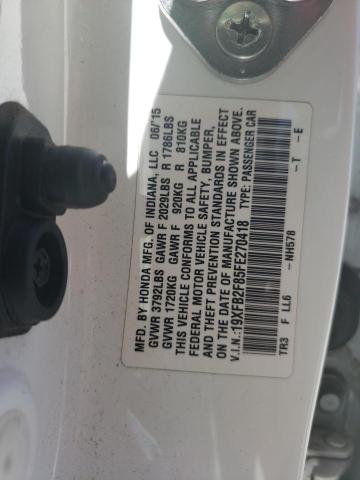 MFD. BY HONDA MFG. OF INDIANA, LLC 06/15
GVWR 3792LBS GAWR F 2029LBS R 1786LBS
GVWR 1720KG GAWR F 920KG R 810KG
THIS VEHICLE CONFORMS TO ALL APPLICABLE
FEDERAL MOTOR VEHICLE SAFETY, BUMPER,
AND THEFT PREVENTION STANDARDS IN EFFECT
ON THE DATE OF MANUFACTURE SHOWN ABOVE.
V.I.N.:19XFB2F85FE270418 TYPE: PASSENGER CAR
TR3 F LL6 -NH578 -T -E